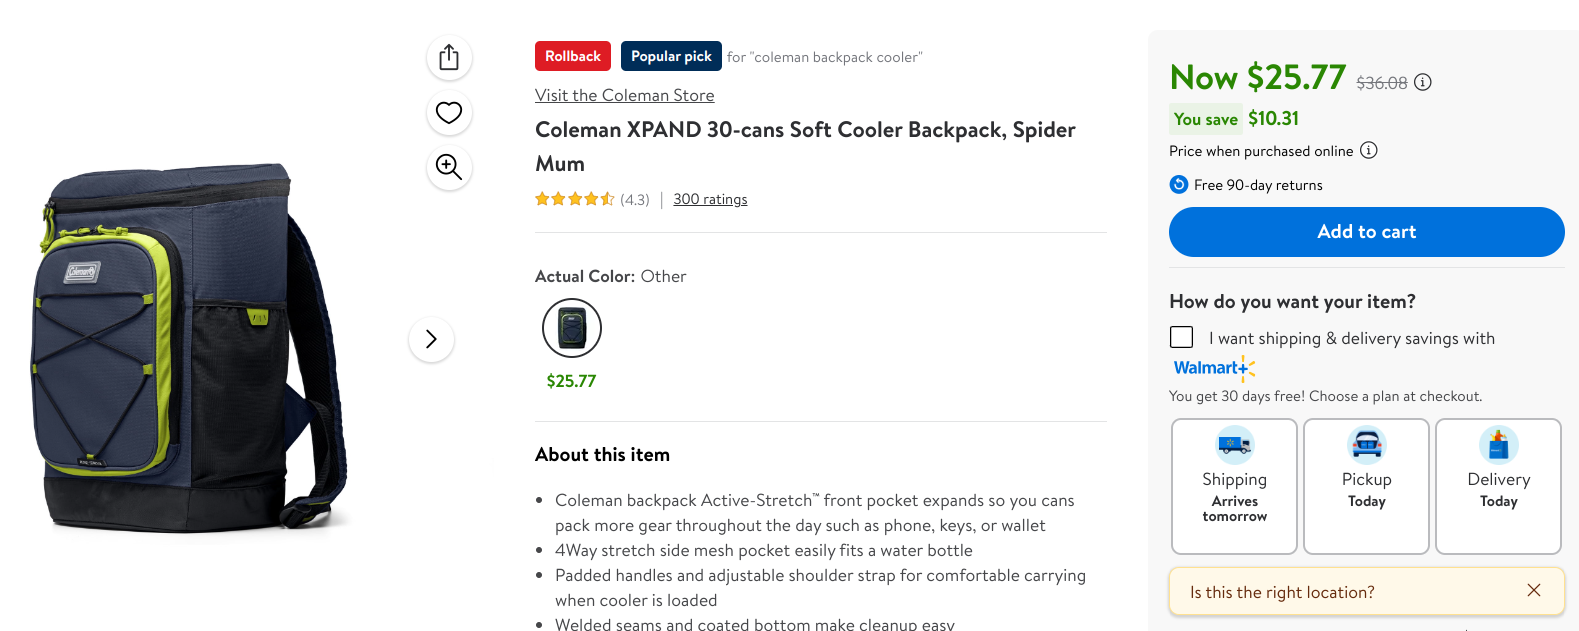 Rollback Popular pick for "coleman backpack cooler"
Visit the Coleman Store
Coleman XPAND 30-cans Soft Cooler Backpack, Spider
Mum
(4.3) | 300 ratings
Actual Color: Other
$25.77
About this item
• Coleman backpack Active-Stretch™ front pocket expands so you cans
pack more gear throughout the day such as phone, keys, or wallet
• 4Way stretch side mesh pocket easily fits a water bottle
• Padded handles and adjustable shoulder strap for comfortable carrying
when cooler is loaded
• Welded seams and coated bottom make cleanup easy
Coleman
Now $25.77 $36.08
You save $10.31
Price when purchased online
Free 90-day returns
Add to cart
How do you want your item?
I want shipping & delivery savings with
Walmart+
You get 30 days free! Choose a plan at checkout.
Shipping
Arrives
tomorrow
Pickup
Today
Delivery
Today
Is this the right location?